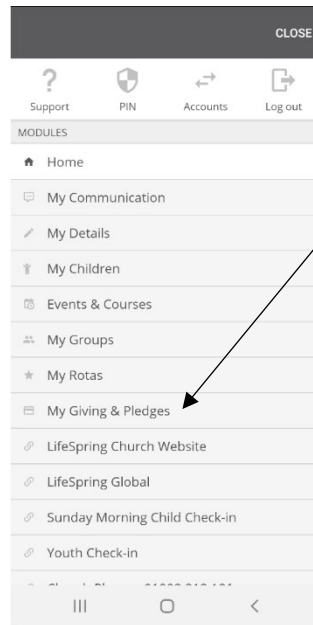 CLOSE
Support PIN Accounts Log out
MODULES
Home
My Communication
My Details
My Children
Events & Courses
My Groups
My Rotas
My Giving & Pledges
LifeSpring Church Website
LifeSpring Global
Sunday Morning Child Check-in
Youth Check-in